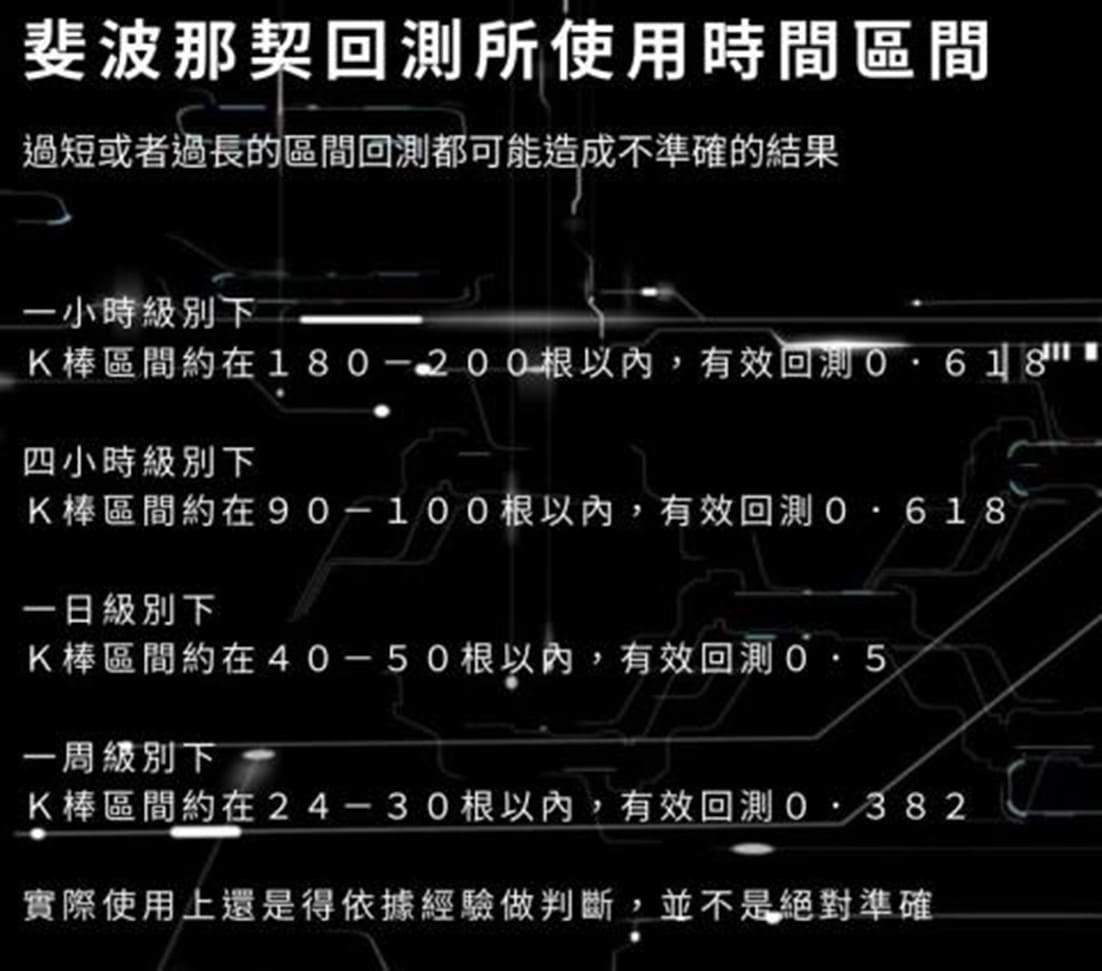 斐波那契回測所使用時間區間
過短或者過長的區間回測都可能造成不準確的結果
一小時級別下
Ｋ棒區間約在１８０－２００根以內，有效回測０．６１８
四小時級別下
Ｋ棒區間約在９０－１００根以內，有效回測０．６１８
一日級別下
Ｋ棒區間約在４０－５０根以內，有效回測０．５
一周級別下
Ｋ棒區間約在２４－３０根以內，有效回測０．３８２
實際使用上還是得依據經驗做判斷，並不是絕對準確